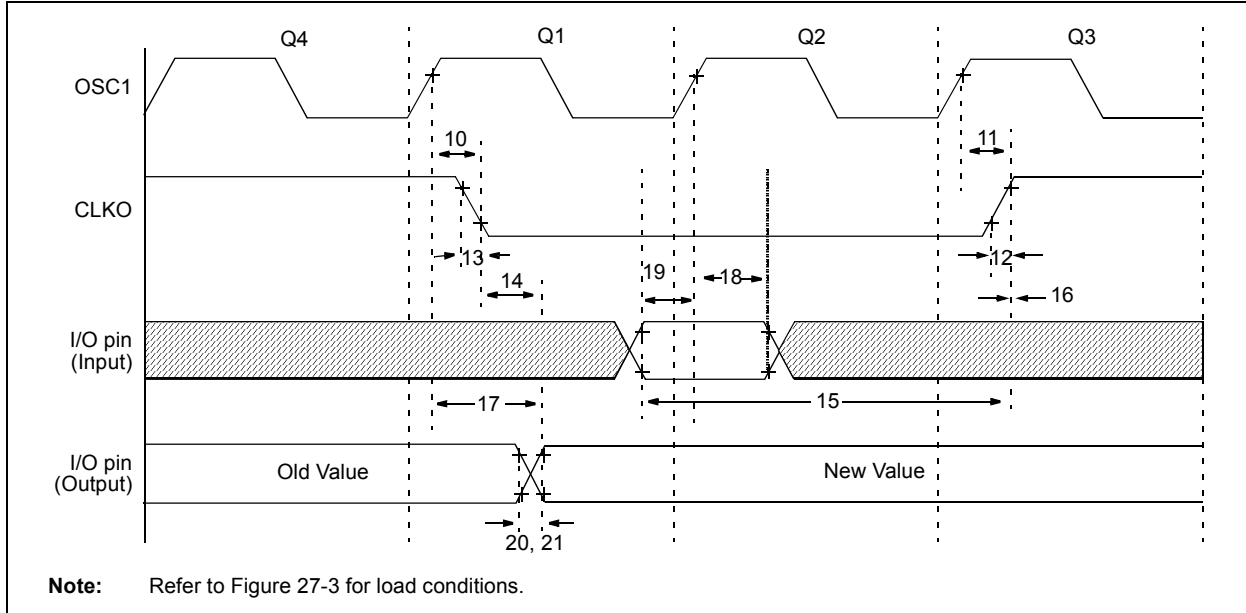 Q4 Q1 Q2 Q3
OSC1
10 11
CLKO
13 12
14 19 18 16
I/O pin
(Input)
17 15
I/O pin
(Output)
Old Value New Value
20, 21
Note: Refer to Figure 27-3 for load conditions.